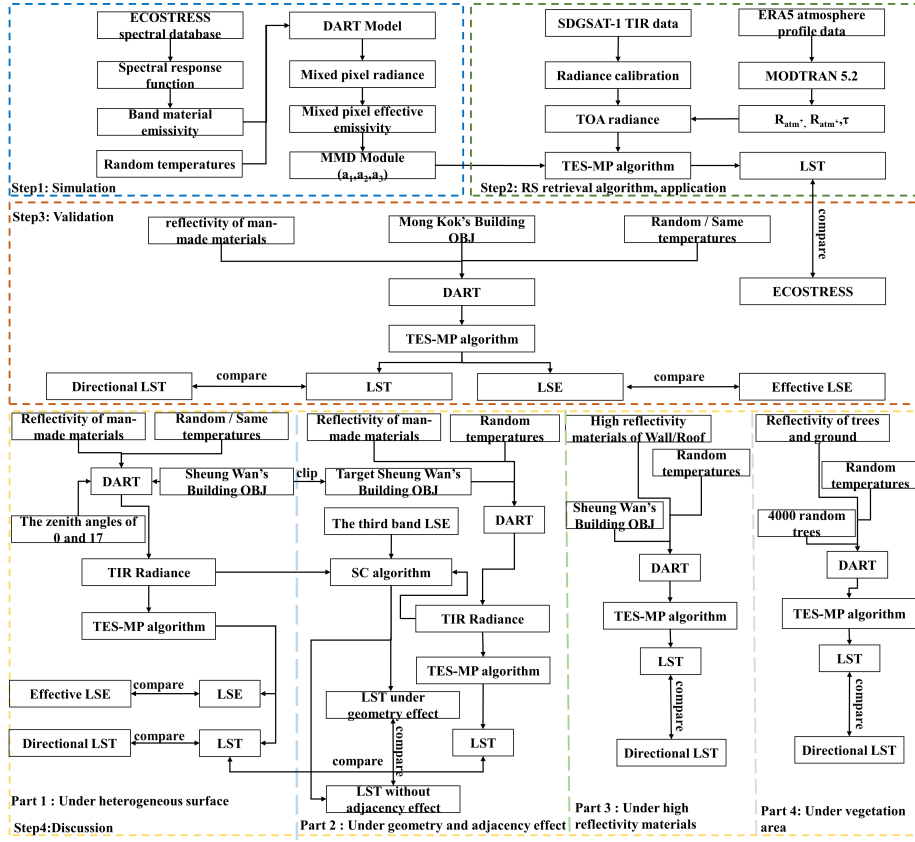 ECOSTRESS
spectral database
Spectral response
function
Band material
emissivity
Random temperatures
DART Model
Mixed pixel radiance
Mixed pixel effective
emissivity
MMD Module
(a₁,a₂,a₃)
Step1: Simulation
SDGSAT-1 TIR data
Radiance calibration
TOA radiance
TES-MP algorithm
ERA5 atmosphere
profile data
MODTRAN 5.2
R_atm↑, R_atm↓,τ
LST
Step2: RS retrieval algorithm, application
Step3: Validation
reflectivity of man-
made materials
Mong Kok's Building
OBJ
Random / Same
temperatures
compare
DART
ECOSTRESS
TES-MP algorithm
Directional LST
compare
LST
LSE
compare
Effective LSE
Reflectivity of man-
made materials
Random / Same
temperatures
DART
Sheung Wan's
Building OBJ
The zenith angles of
0 and 17
TIR Radiance
TES-MP algorithm
Effective LSE
compare
LSE
Directional LST
compare
LST
Part 1 : Under heterogeneous surface
Step4:Discussion
clip
Reflectivity of man-
made materials
Random
temperatures
Target Sheung Wan's
Building OBJ
DART
The third band LSE
SC algorithm
TIR Radiance
TES-MP algorithm
LST under
geometry effect
LST
compare
compare
LST without
adjacency effect
Part 2 : Under geometry and adjacency effect
High reflectivity
materials of Wall/Roof
Random
temperatures
Sheung Wan's
Building OBJ
DART
TES-MP algorithm
LST
compare
Directional LST
Part 3 : Under high
reflectivity materials
Reflectivity of trees
and ground
Random
temperatures
4000 random
trees
DART
TES-MP algorithm
LST
compare
Directional LST
Part 4: Under vegetation
area